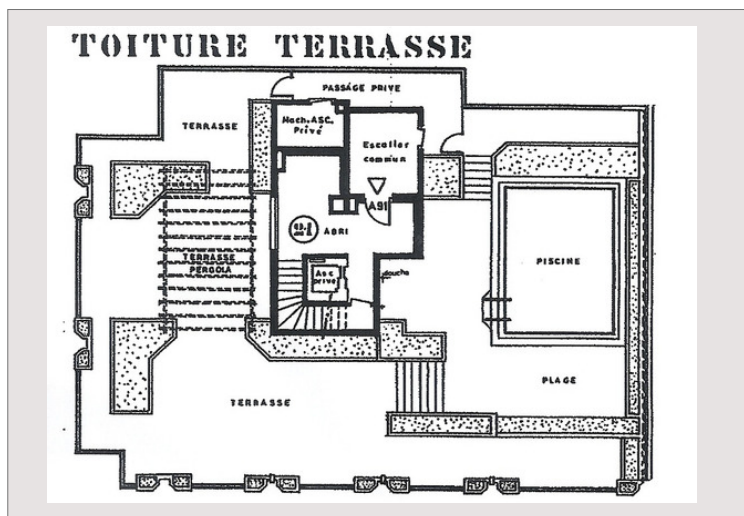 TOITURE TERRASSE
PASSAGE PRIVE
TERRASSE
Mach. ASC.
Privé
Escalier
commun
A91
ABRI
TERRASSE
PERGOLA
Asc
privé
douche
PISCINE
PLAGE
TERRASSE